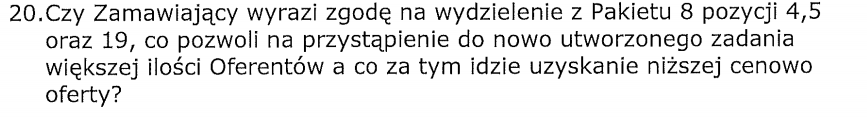 20.Czy Zamawiający wyrazi zgodę na wydzielenie z Pakietu 8 pozycji 4,5
oraz 19, co pozwoli na przystąpienie do nowo utworzonego zadania
większej ilości Oferentów a co za tym idzie uzyskanie niższej cenowo
oferty?